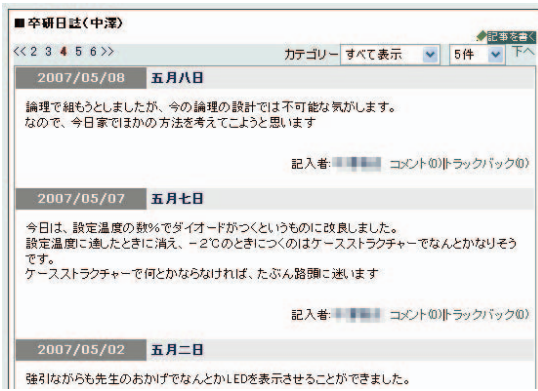 ■卒研日誌(中澤)
記事を書く
<< 2 3 4 5 6 >>
カテゴリー すべて表示 5件 下へ
2007/05/08 五月八日
論理で組もうとしましたが、今の論理の設計では不可能な気がします。
なので、今日家でほかの方法を考えてこようと思います
記入者: コメント(0)|トラックバック(0)
2007/05/07 五月七日
今日は、設定温度の数%でダイオードがつくというものに改良しました。
設定温度に達したときに消え、−2℃のときにつくのはケースストラクチャーでなんとかなりそう
です。
ケースストラクチャーで何とかならなければ、たぶん路頭に迷います
記入者: コメント(0)|トラックバック(0)
2007/05/02 五月二日
強引ながらも先生のおかげでなんとかLEDを表示させることができました。